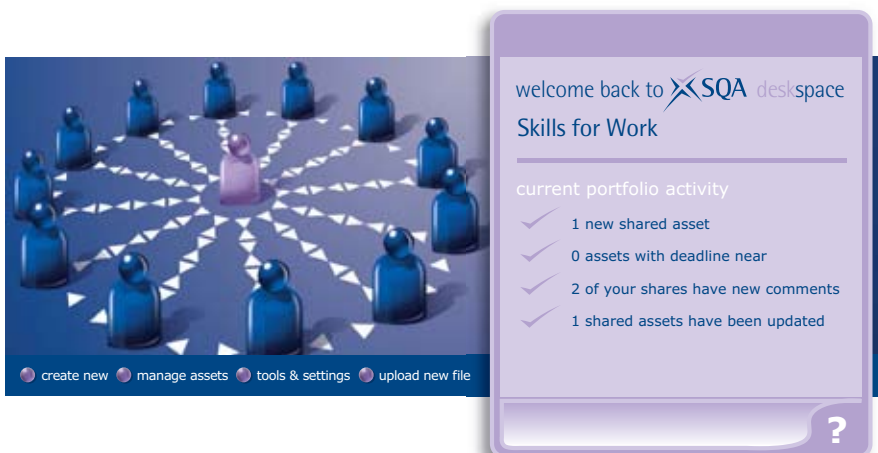 welcome back to SQA deskspace
Skills for Work
current portfolio activity
1 new shared asset
0 assets with deadline near
2 of your shares have new comments
1 shared assets have been updated
create new manage assets tools & settings upload new file
?